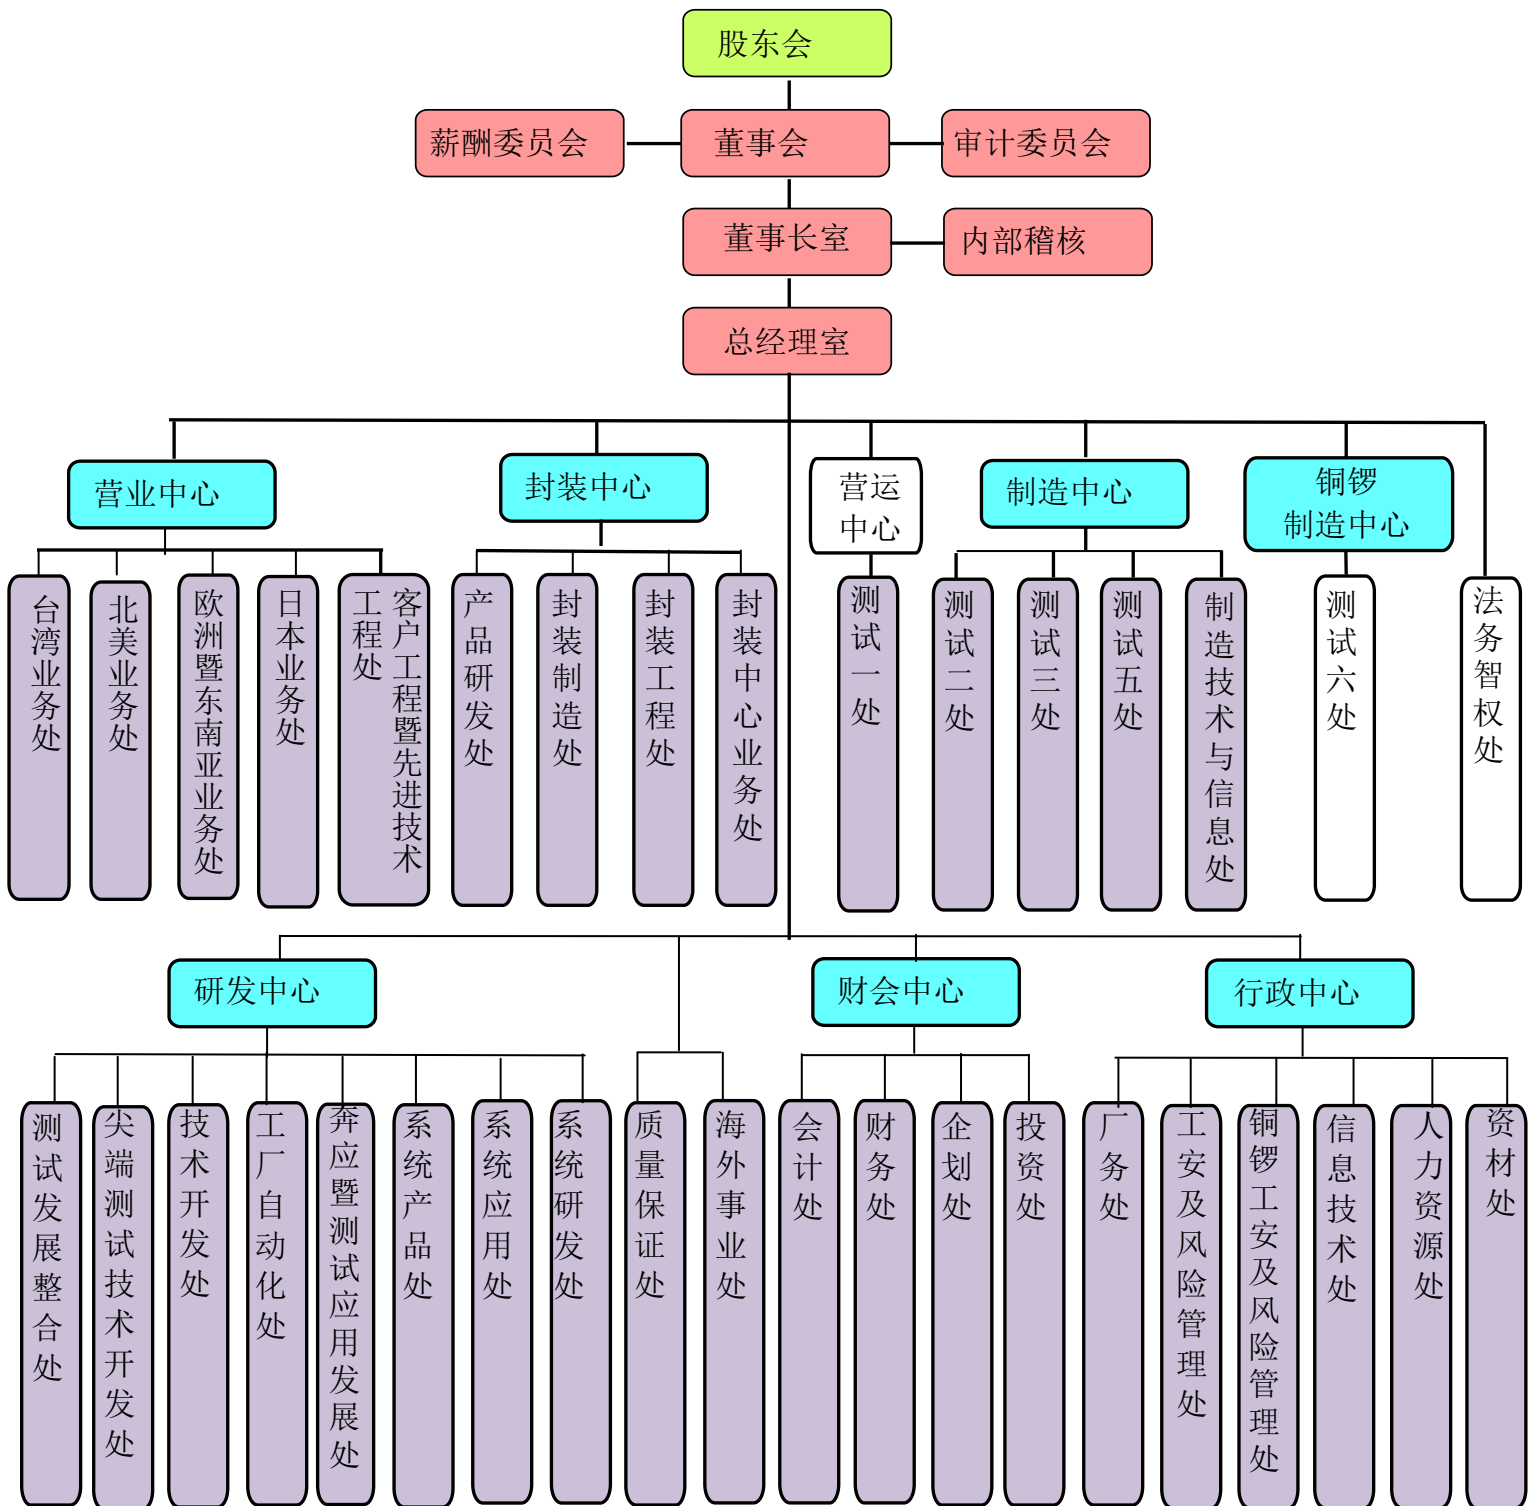 股东会
薪酬委员会
董事会
审计委员会
董事长室
内部稽核
总经理室
营业中心
封装中心
营运
中心
制造中心
铜锣
制造中心
台湾业务处
北美业务处
欧洲暨东南亚业务处
日本业务处
客户工程暨先进技术
工程处
产品研发处
封装制造处
封装工程处
封装中心业务处
测试一处
测试二处
测试三处
测试五处
制造技术与信息处
测试六处
法务智权处
研发中心
财会中心
行政中心
测试发展整合处
尖端测试技术开发处
技术开发处
工厂自动化处
奔应暨测试应用发展处
系统产品处
系统应用处
系统研发处
质量保证处
海外事业处
会计处
财务处
企划处
投资处
厂务处
工安及风险管理处
铜锣工安及风险管理处
信息技术处
人力资源处
资材处